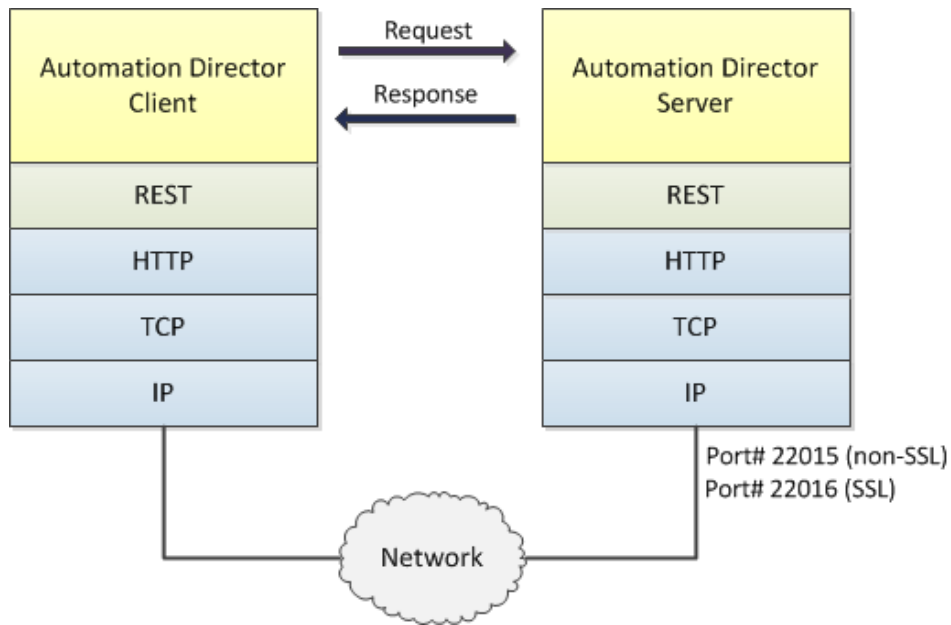 Automation Director
Client
REST
HTTP
TCP
IP
Request
Response
Automation Director
Server
REST
HTTP
TCP
IP
Port# 22015 (non-SSL)
Port# 22016 (SSL)
Network